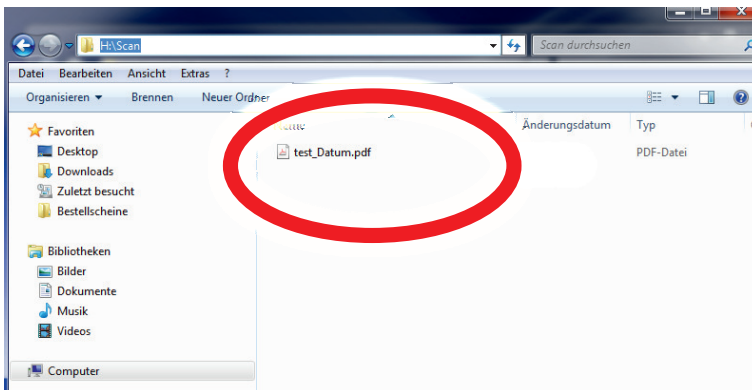 H:\Scan
Scan durchsuchen
Datei Bearbeiten Ansicht Extras ?
Organisieren Brennen Neuer Ordner
Änderungsdatum Typ
Favoriten
test_Datum.pdf PDF-Datei
Desktop
Downloads
Zuletzt besucht
Bestellscheine
Bibliotheken
Bilder
Dokumente
Musik
Videos
Computer